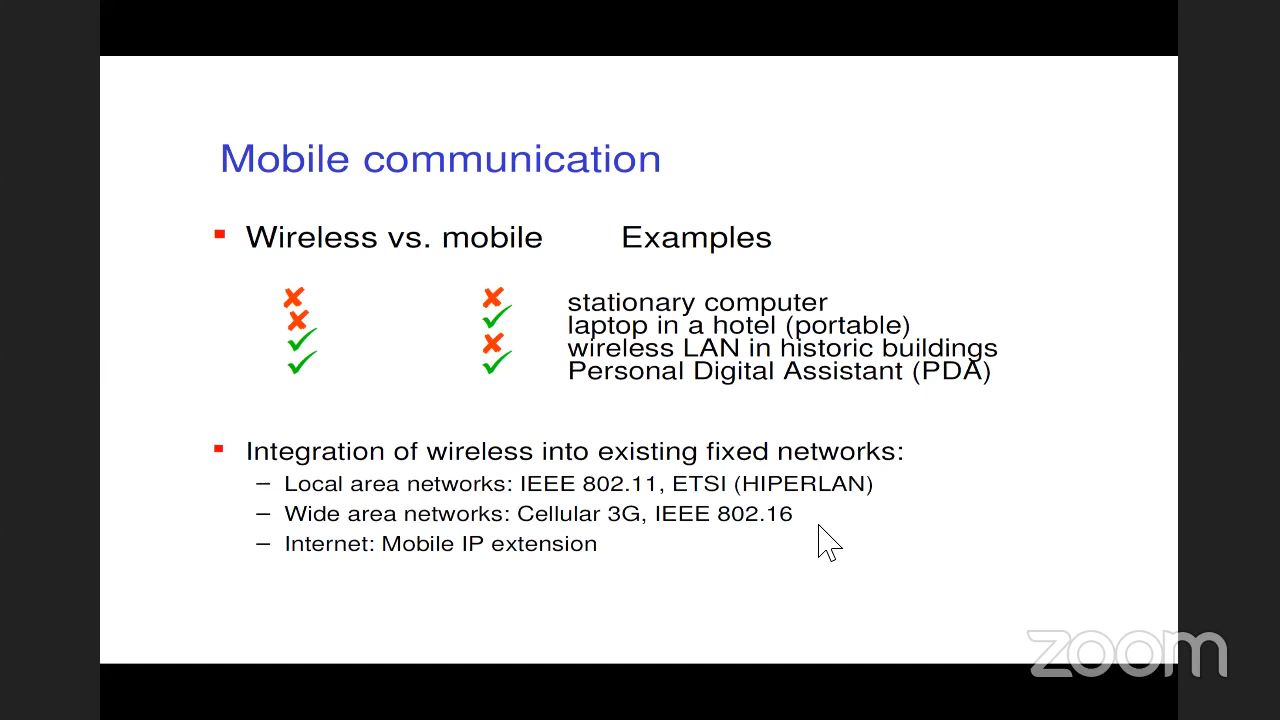 Mobile communication
Wireless vs. mobile Examples
✘ ✘ stationary computer
✘ ✓ laptop in a hotel (portable)
✓ ✘ wireless LAN in historic buildings
✓ ✓ Personal Digital Assistant (PDA)
Integration of wireless into existing fixed networks:
– Local area networks: IEEE 802.11, ETSI (HIPERLAN)
– Wide area networks: Cellular 3G, IEEE 802.16
– Internet: Mobile IP extension
zoom